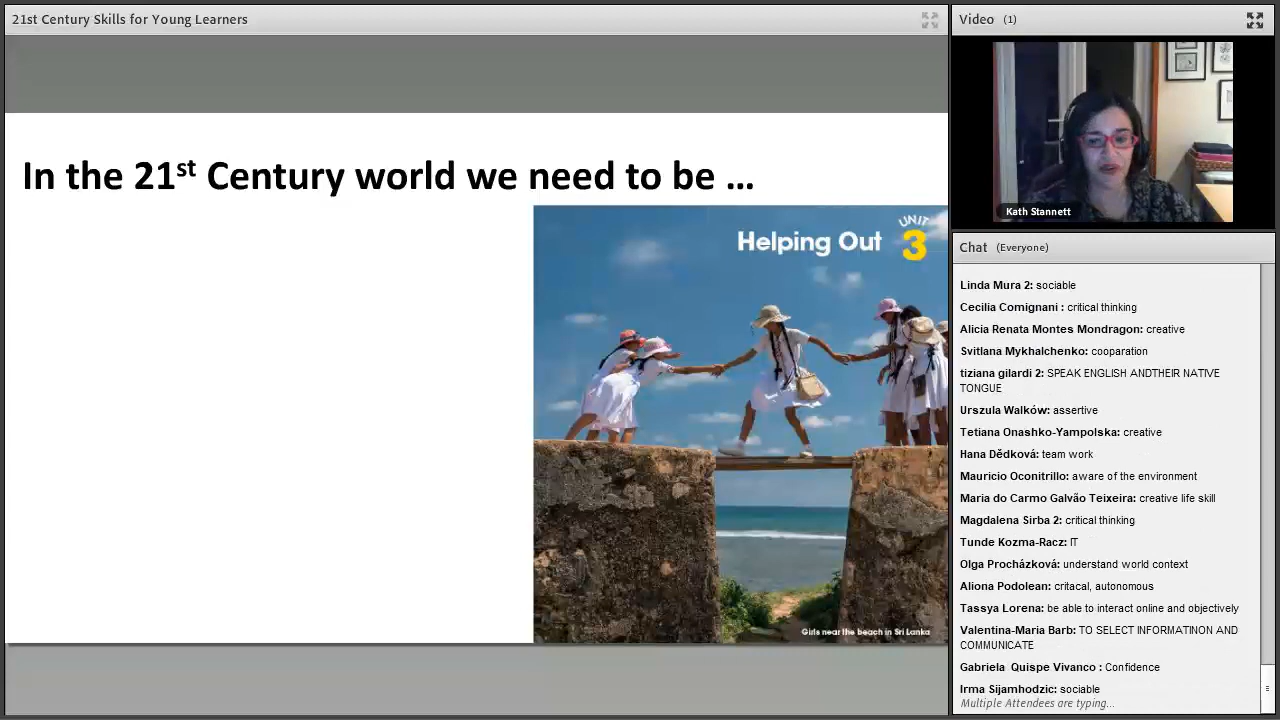 21st Century Skills for Young Learners
In the 21st Century world we need to be ...
UNIT
Helping Out 3
Girls near the beach in Sri Lanka
Video (1)
Kath Stannett
Chat (Everyone)
Linda Mura 2: sociable
Cecilia Comignani : critical thinking
Alicia Renata Montes Mondragon: creative
Svitlana Mykhalchenko: cooparation
tiziana gilardi 2: SPEAK ENGLISH ANDTHEIR NATIVE
TONGUE
Urszula Walków: assertive
Tetiana Onashko-Yampolska: creative
Hana Dědková: team work
Mauricio Oconitrillo: aware of the environment
Maria do Carmo Galvão Teixeira: creative life skill
Magdalena Sirba 2: critical thinking
Tunde Kozma-Racz: IT
Olga Procházková: understand world context
Aliona Podolean: critacal, autonomous
Tassya Lorena: be able to interact online and objectively
Valentina-Maria Barb: TO SELECT INFORMATINON AND
COMMUNICATE
Gabriela Quispe Vivanco : Confidence
Irma Sijamhodzic: sociable
Multiple Attendees are typing...